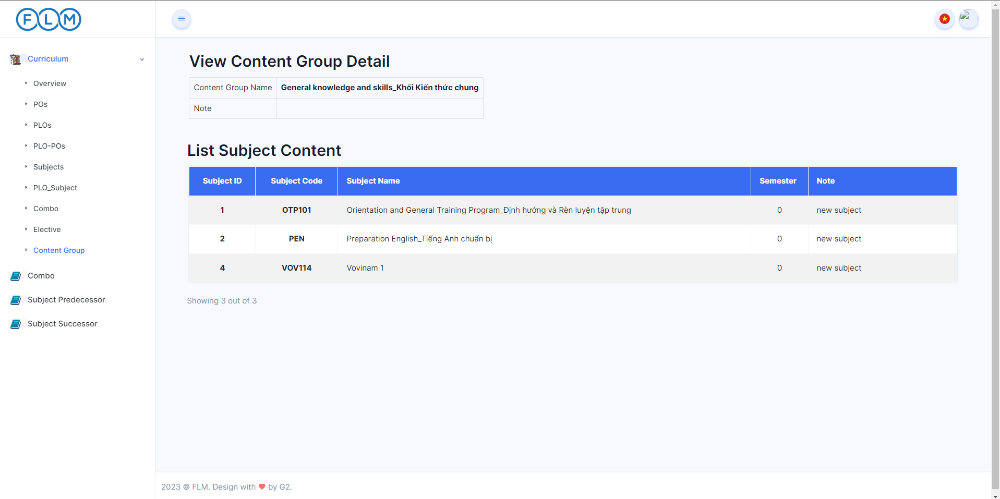 FLM
Curriculum
Overview
POs
PLOs
PLO-POs
Subjects
PLO_Subject
Combo
Elective
Content Group
Combo
Subject Predecessor
Subject Successor
View Content Group Detail
Content Group Name General knowledge and skills_Khối Kiến thức chung
Note
List Subject Content
Subject ID Subject Code Subject Name Semester Note
1 OTP101 Orientation and General Training Program_Định hướng và Rèn luyện tập trung 0 new subject
2 PEN Preparation English_Tiếng Anh chuẩn bị 0 new subject
4 VOV114 Vovinam 1 0 new subject
Showing 3 out of 3
2023 © FLM. Design with ❤ by G2.